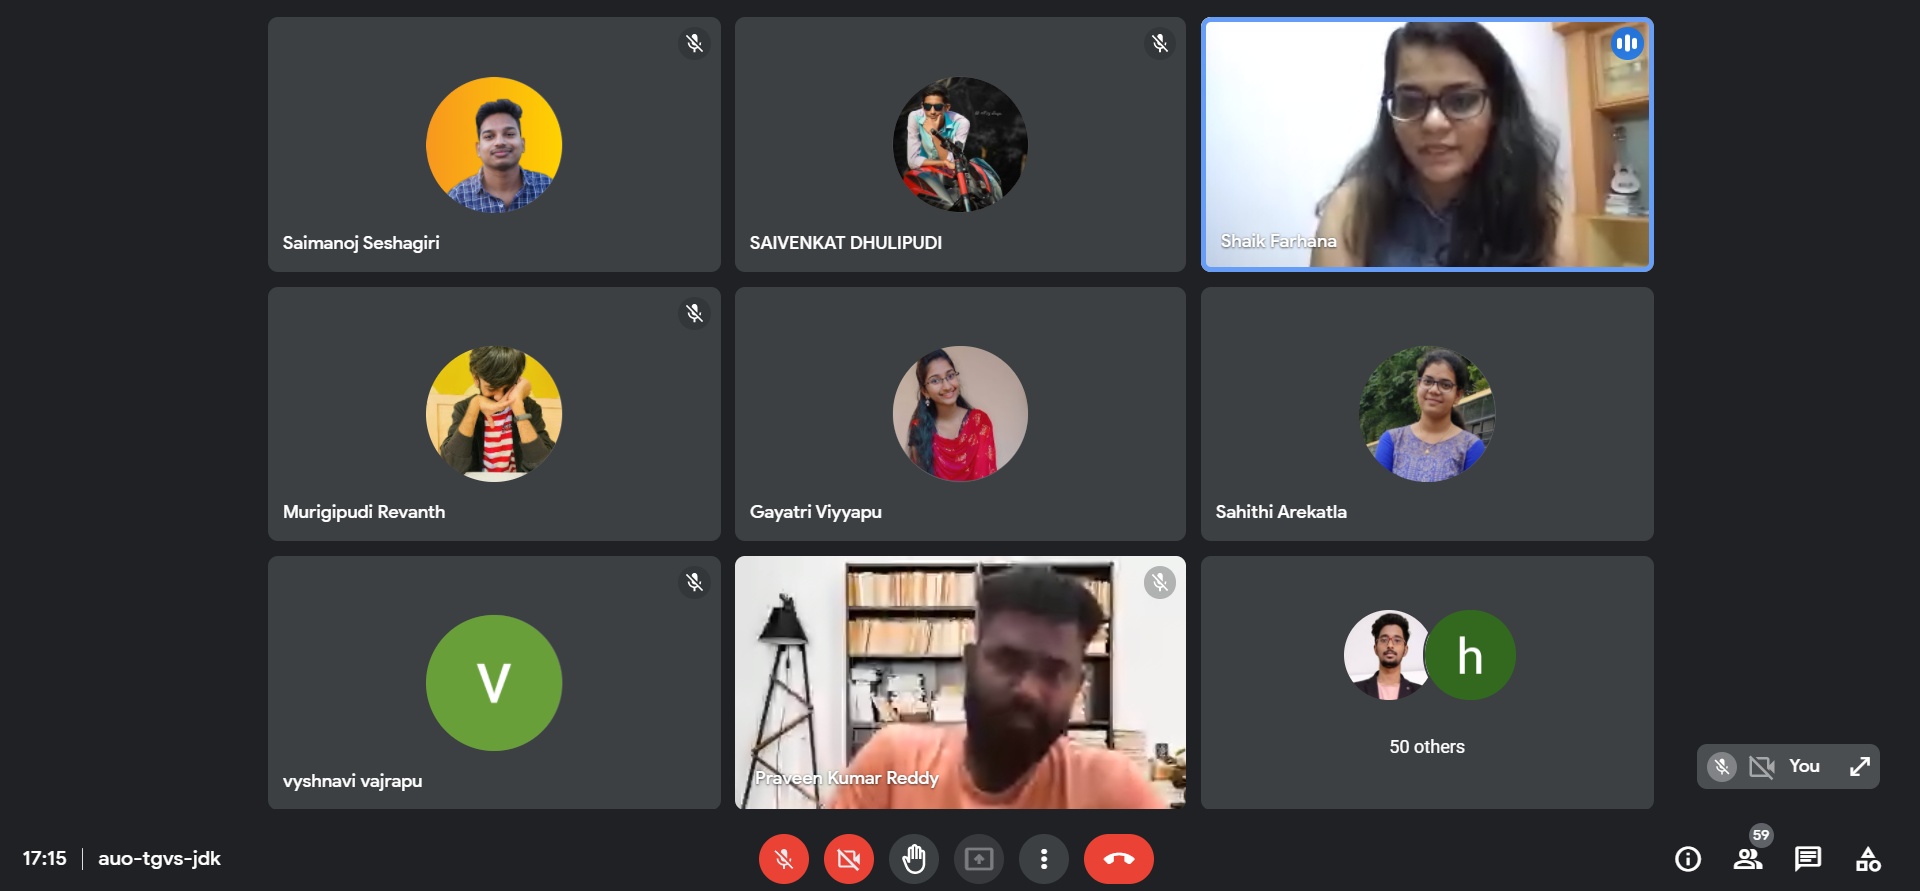 Saimanoj Seshagiri
SAIVENKAT DHULIPUDI
Shaik Farhana
Murigipudi Revanth
Gayatri Viyyapu
Sahithi Arekatla
V
vyshnavi vajrapu
Praveen Kumar Reddy
h
50 others
You
17:15
auo-tgvs-jdk
59